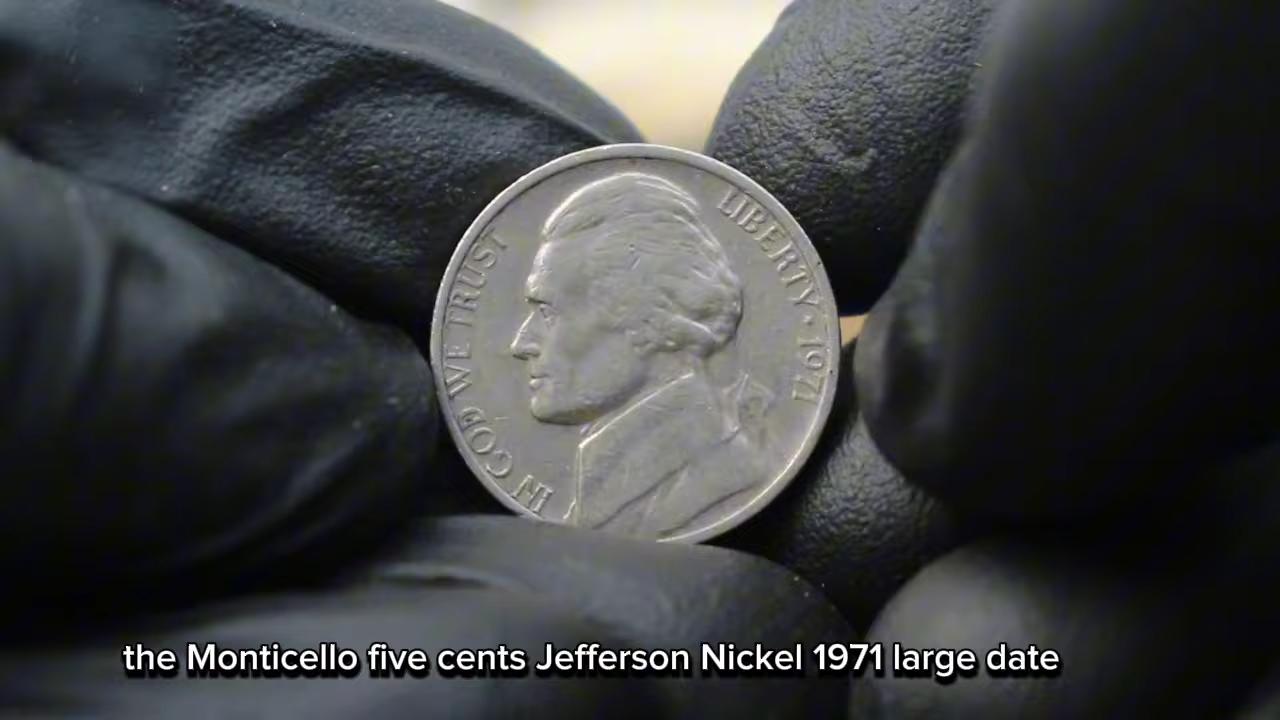 IN GOD WE TRUST
LIBERTY · 1971
the Monticello five cents Jefferson Nickel 1971 large date